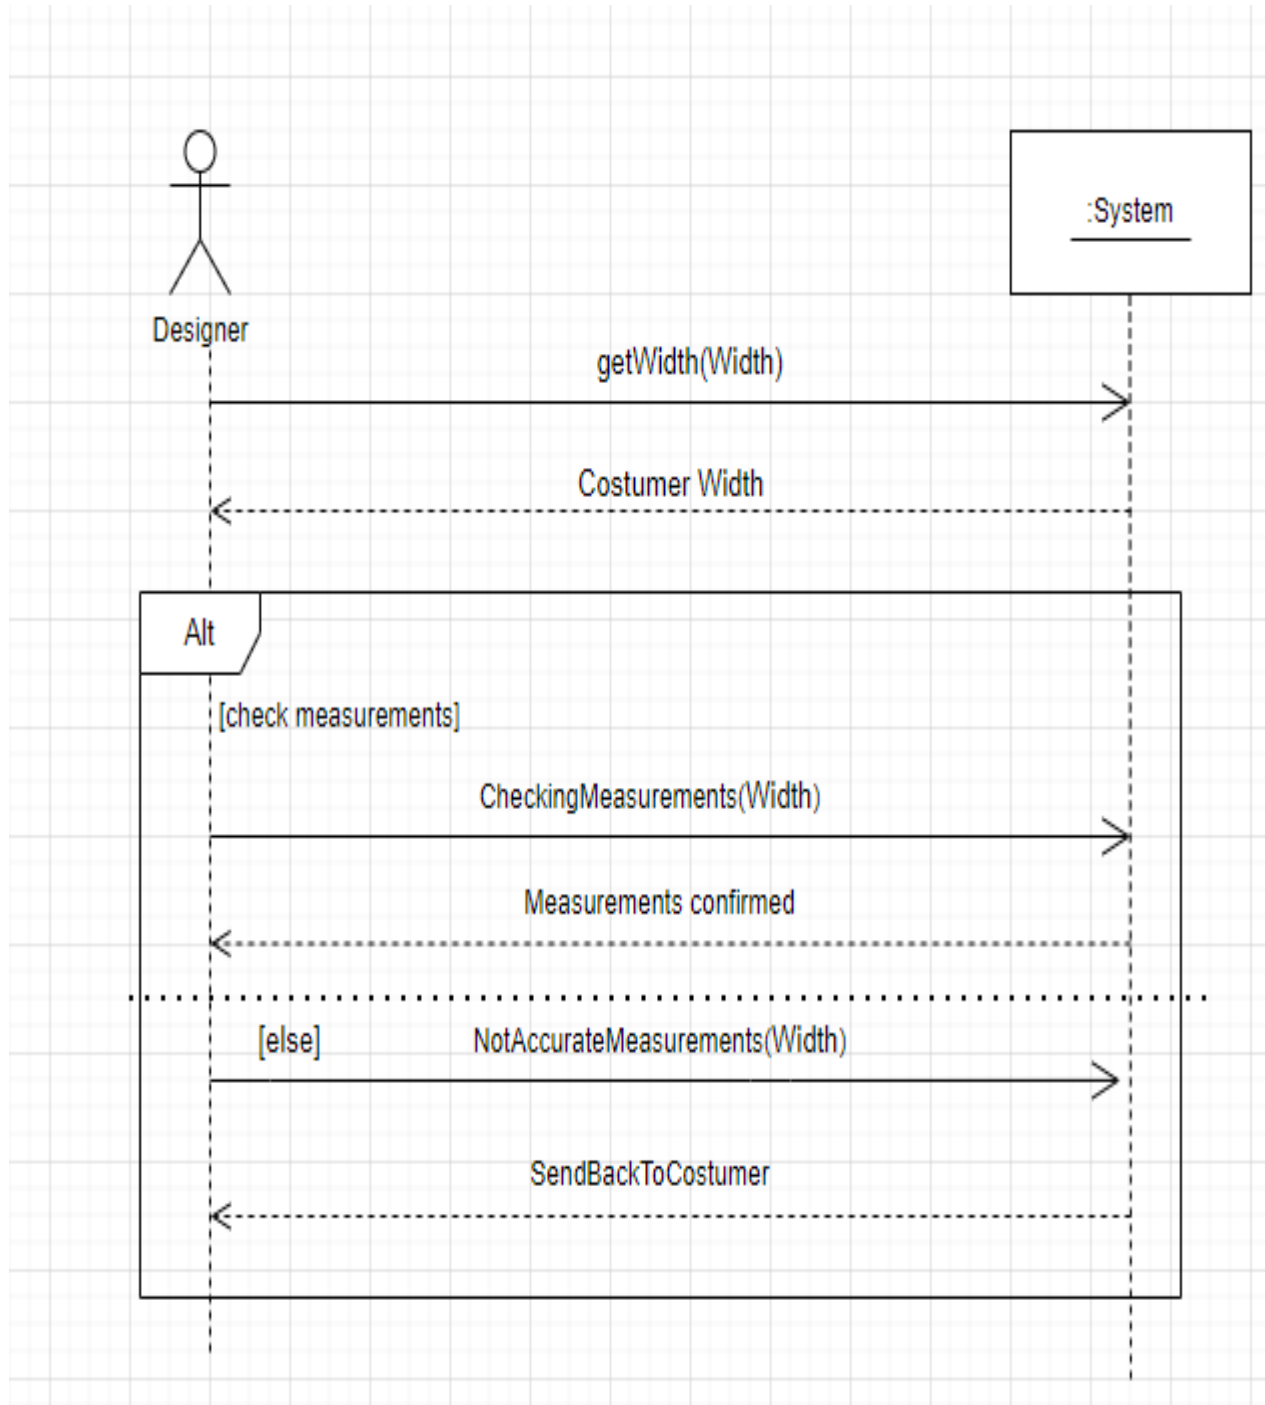 :System
Designer
getWidth(Width)
Costumer Width
Alt
[check measurements]
CheckingMeasurements(Width)
Measurements confirmed
[else] NotAccurateMeasurements(Width)
SendBackToCostumer